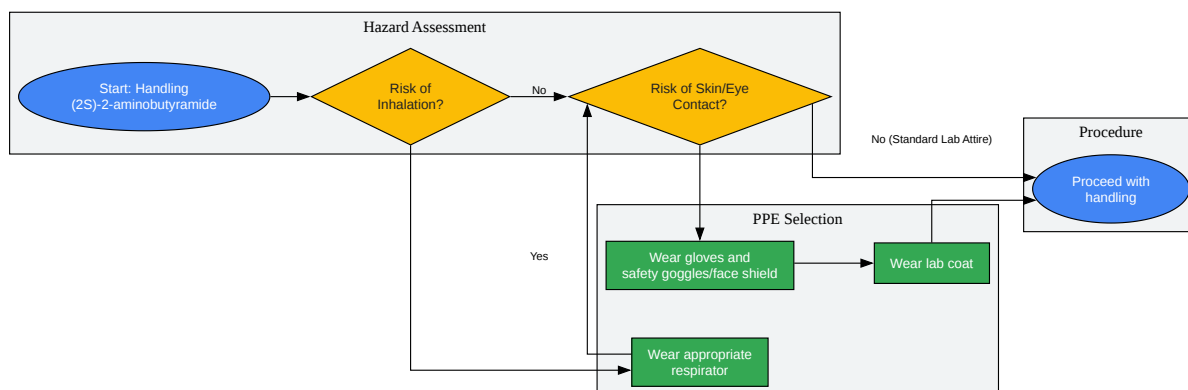 Hazard Assessment
Start: Handling
(2S)-2-aminobutyramide
Risk of
Inhalation?
No
Risk of Skin/Eye
Contact?
No (Standard Lab Attire)
Procedure
Proceed with
handling
PPE Selection
Yes
Wear gloves and
safety goggles/face shield
Wear lab coat
Wear appropriate
respirator